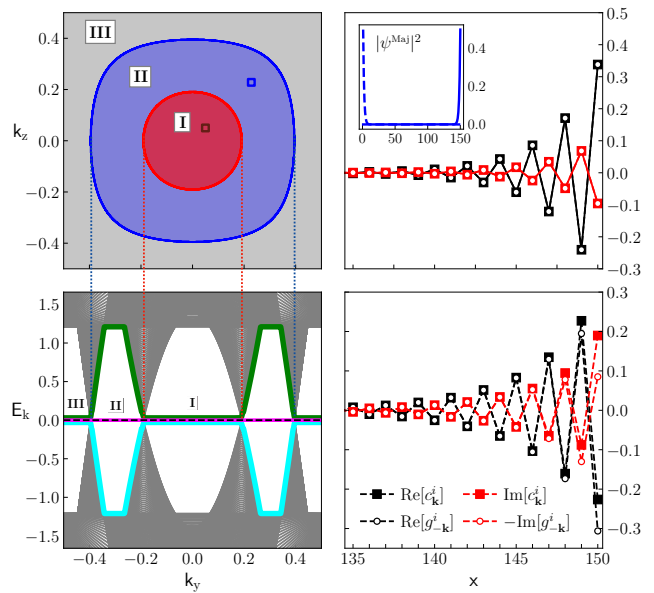 III
II
I
k_z
0.4
0.2
0.0
−0.2
−0.4
|ψ^Maj|²
0.4
0.2
0.0
0 50 100 150
0.5
0.4
0.3
0.2
0.1
0.0
−0.1
−0.2
−0.3
E_k
1.5
1.0
0.5
0.0
−0.5
−1.0
−1.5
III II| I|
−0.4 −0.2 0.0 0.2 0.4
k_y
0.3
0.2
0.1
0.0
−0.1
−0.2
−0.3
Re[c^i_k] Im[c^i_k]
Re[g^i_−k] −Im[g^i_−k]
135 139 142 145 147 150
x